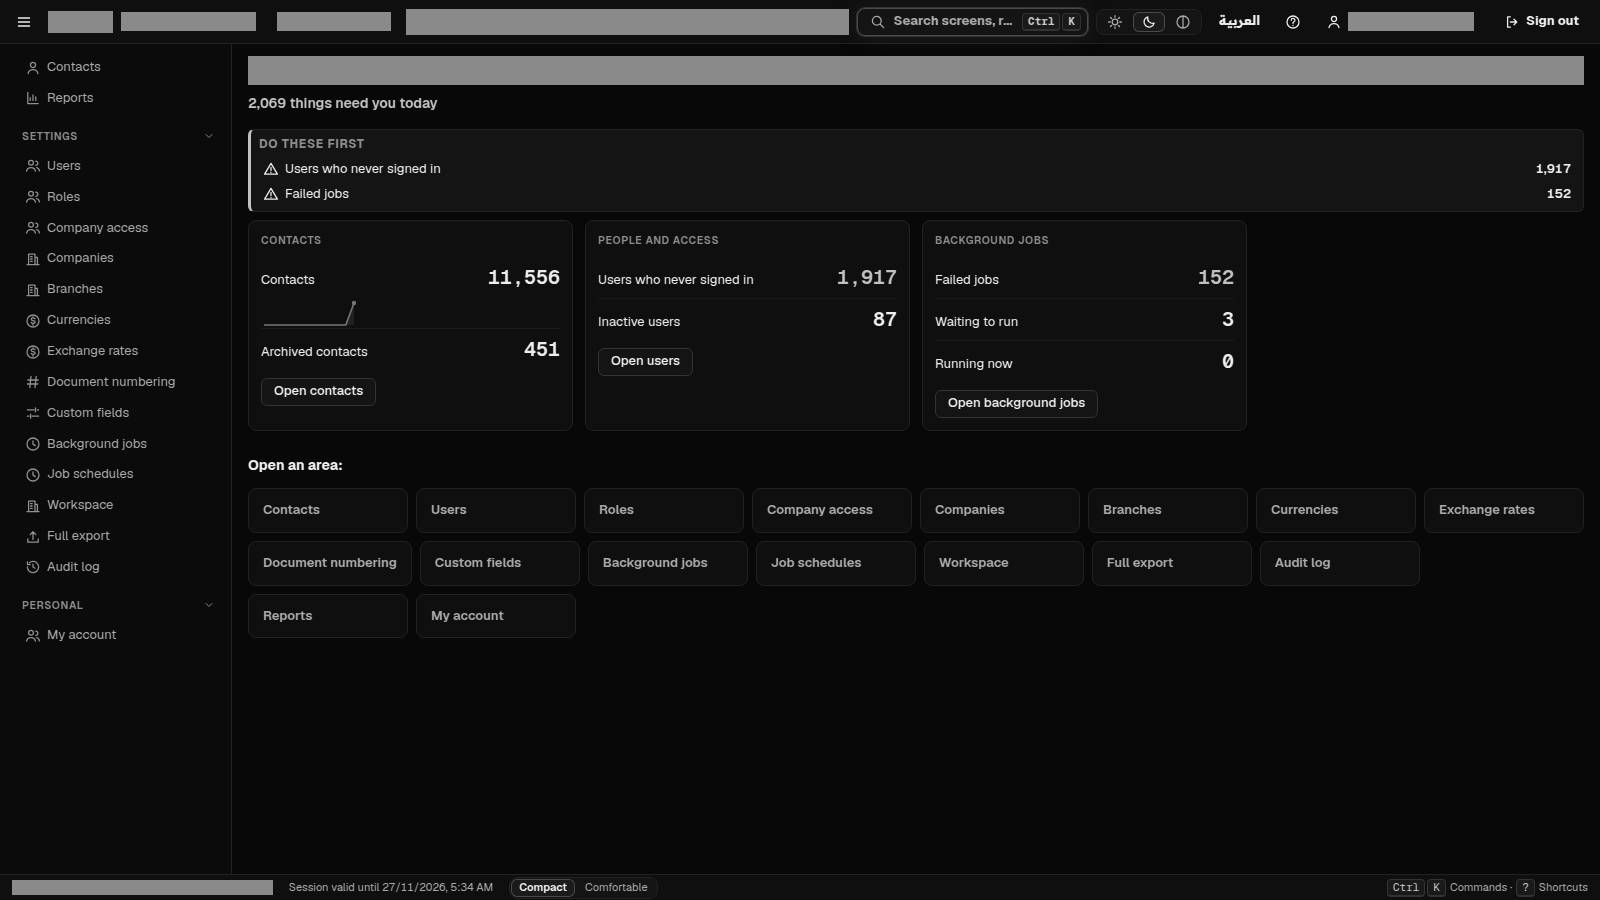 Search screens, r... Ctrl K العربية Sign out
Contacts
Reports
SETTINGS
Users
Roles
Company access
Companies
Branches
Currencies
Exchange rates
Document numbering
Custom fields
Background jobs
Job schedules
Workspace
Full export
Audit log
PERSONAL
My account
2,069 things need you today
DO THESE FIRST
Users who never signed in 1,917
Failed jobs 152
CONTACTS
Contacts 11,556
Archived contacts 451
Open contacts
PEOPLE AND ACCESS
Users who never signed in 1,917
Inactive users 87
Open users
BACKGROUND JOBS
Failed jobs 152
Waiting to run 3
Running now 0
Open background jobs
Open an area:
Contacts Users Roles Company access Companies Branches Currencies Exchange rates
Document numbering Custom fields Background jobs Job schedules Workspace Full export Audit log
Reports My account
Session valid until 27/11/2026, 5:34 AM Compact Comfortable Ctrl K Commands · ? Shortcuts